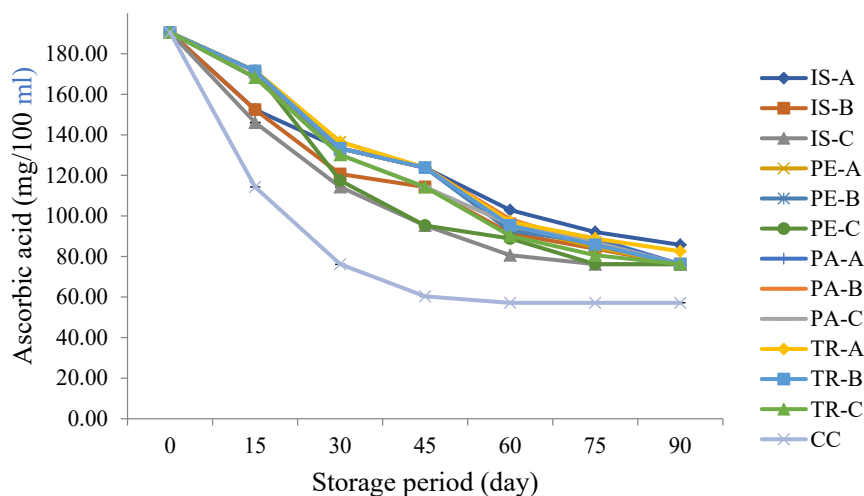 180.00
160.00
140.00
120.00
100.00
80.00
60.00
40.00
20.00
0.00
Ascorbic acid (mg/100 ml)
0 15 30 45 60 75 90
Storage period (day)
IS-A
IS-B
IS-C
PE-A
PE-B
PE-C
PA-A
PA-B
PA-C
TR-A
TR-B
TR-C
CC